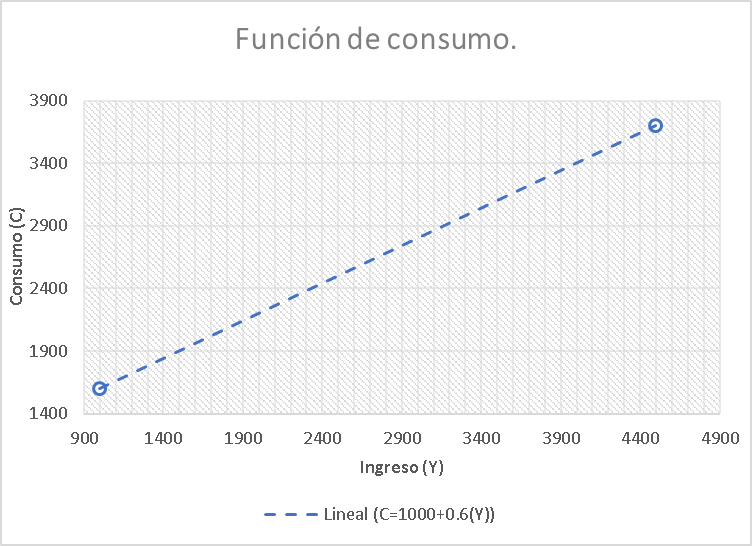 Función de consumo.
3900
3400
2900
2400
1900
1400
Consumo (C)
900 1400 1900 2400 2900 3400 3900 4400 4900
Ingreso (Y)
Lineal (C=1000+0.6(Y))